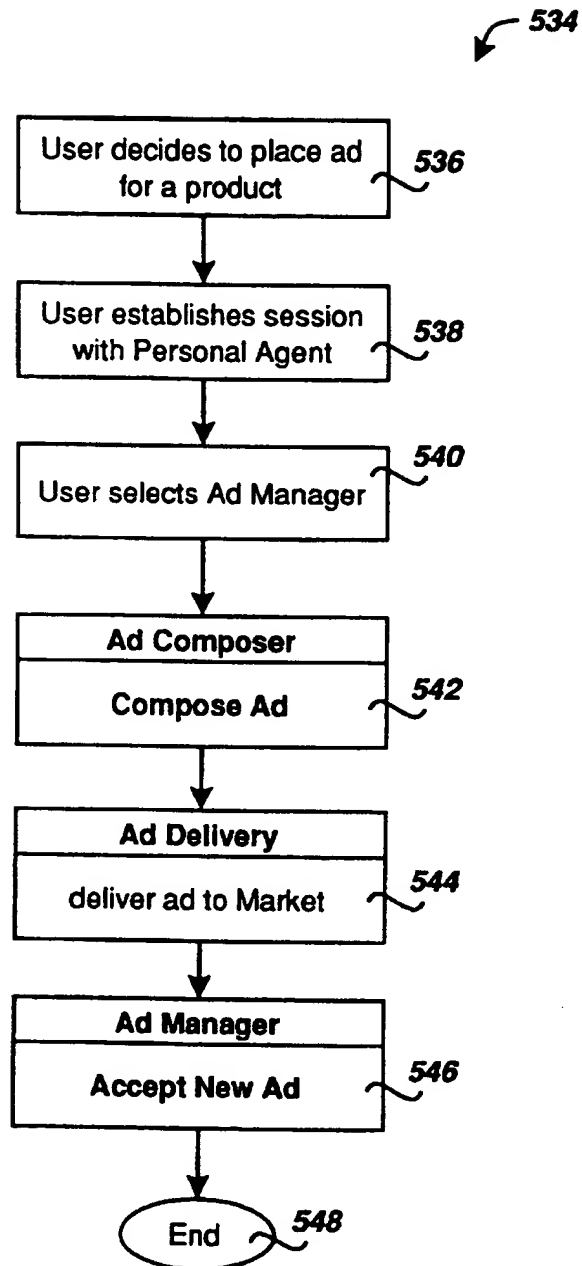 534
User decides to place ad
for a product
536
User establishes session
with Personal Agent
538
540
User selects Ad Manager
Ad Composer
Compose Ad
542
Ad Delivery
deliver ad to Market
544
Ad Manager
Accept New Ad
546
End
548